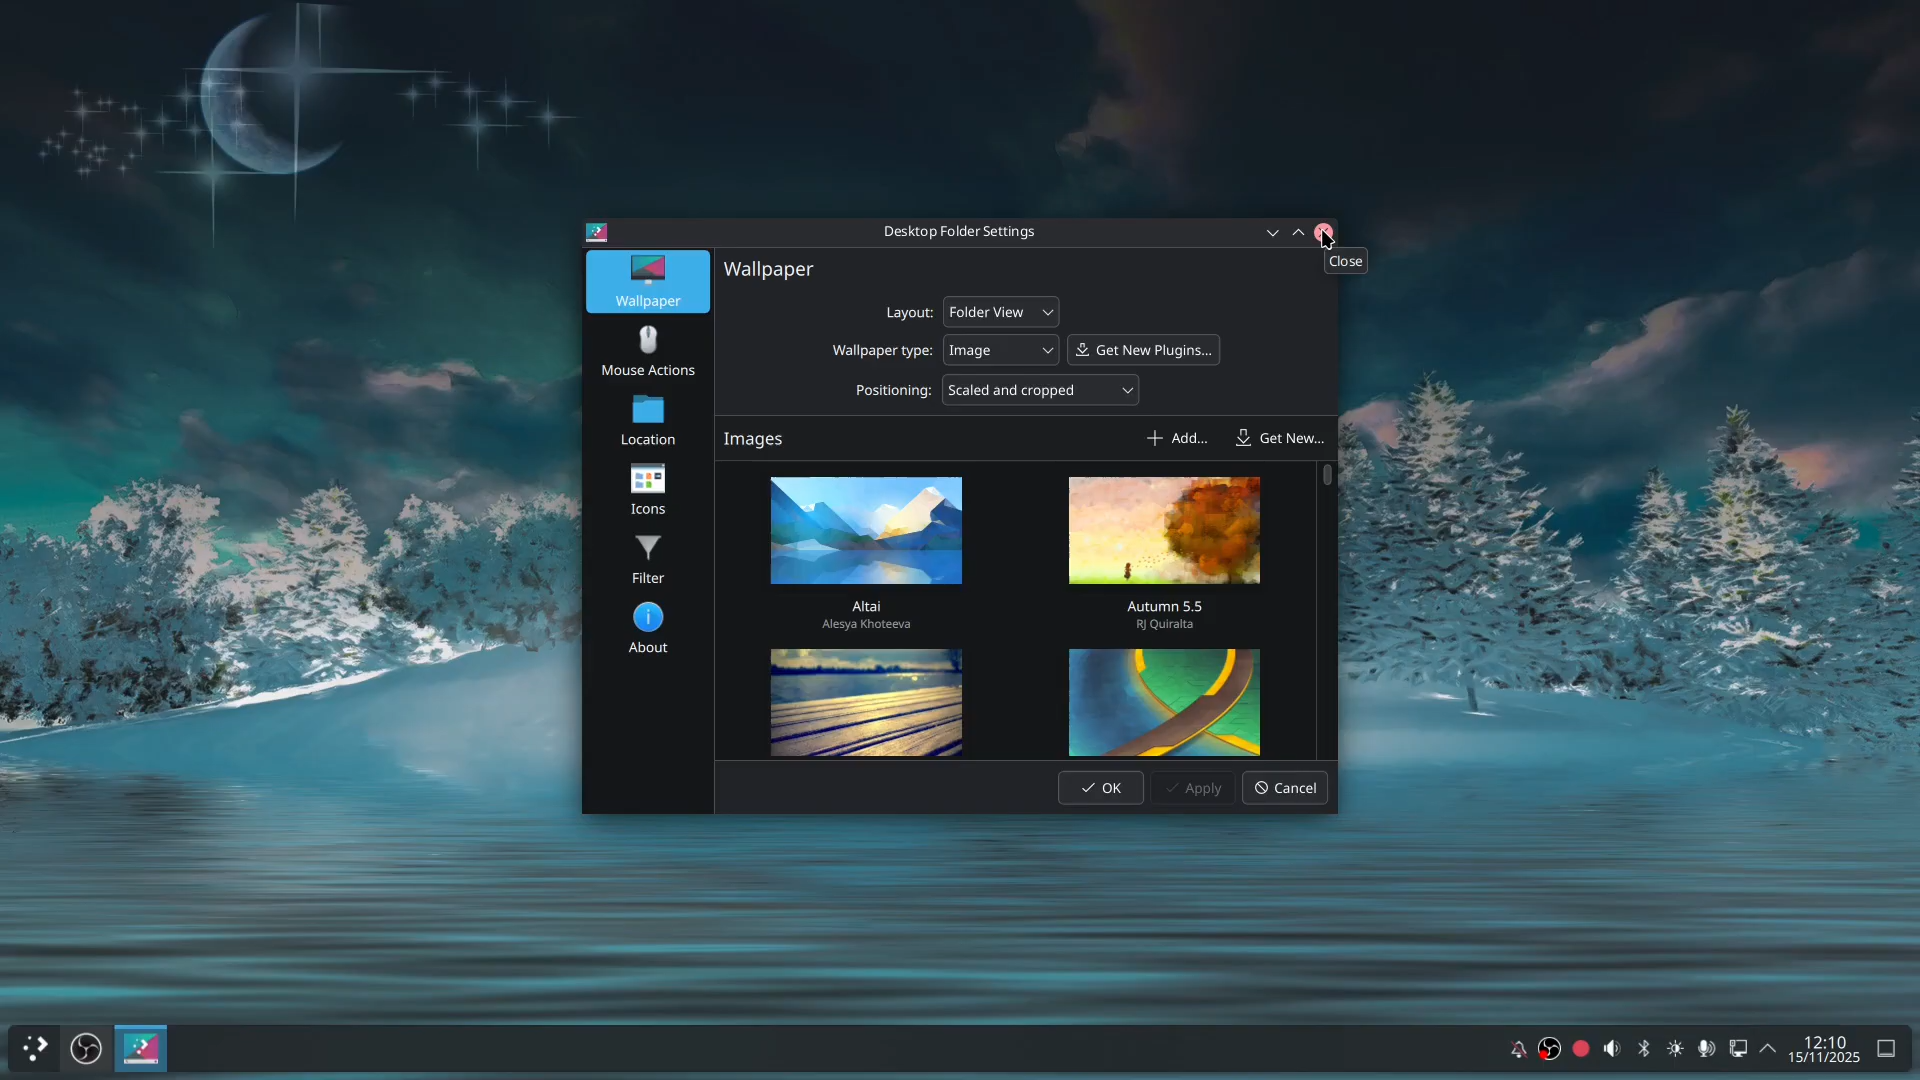 Desktop Folder Settings
Close
Wallpaper
Mouse Actions
Location
Icons
Filter
About
Wallpaper
Layout: Folder View
Wallpaper type: Image Get New Plugins...
Positioning: Scaled and cropped
Images Add... Get New...
Altai
Alesya Khoteeva
Autumn 5.5
RJ Quiralta
OK Apply Cancel
12:10
15/11/2025